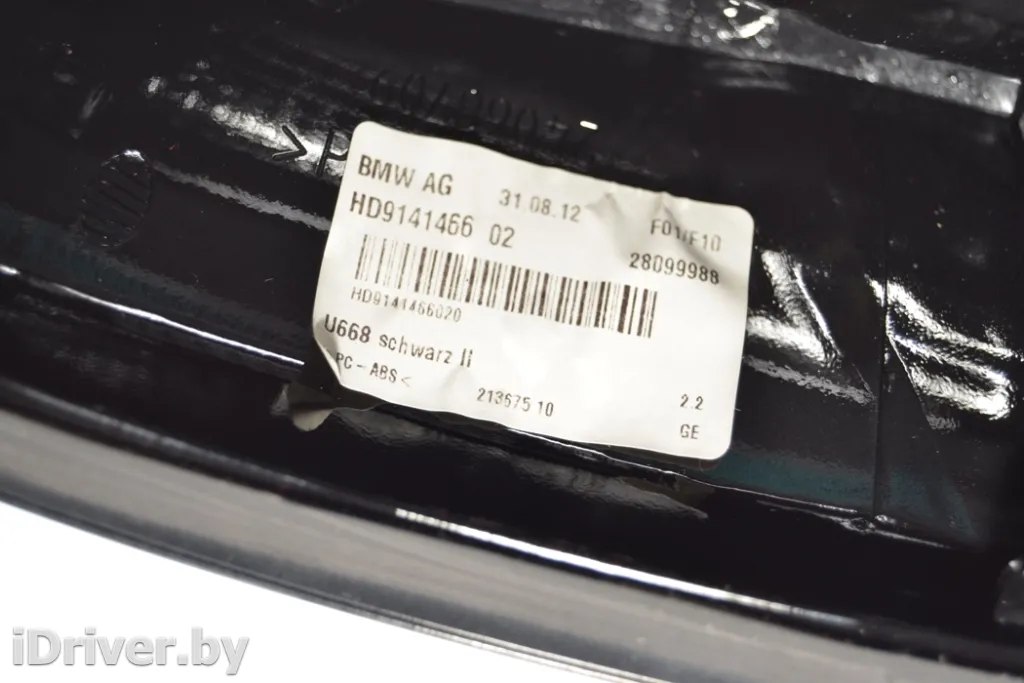 BMW AG 31.08.12 F01/F10
HD9141466 02 28099988
HD9141466020
U668 schwarz II
PC-ABS<
213675 10 2.2
GE
>P
iDriver.by